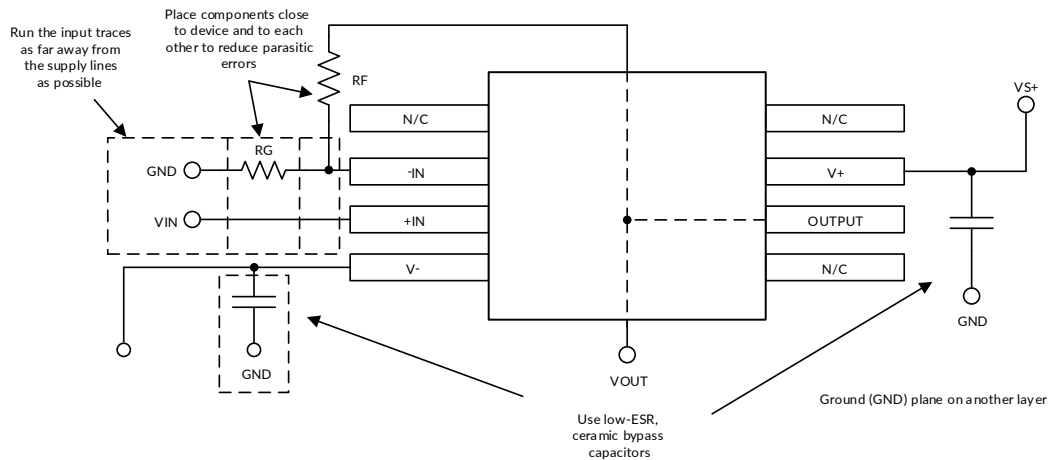 Run the input traces
as far away from
the supply lines
as possible
Place components close
to device and to each
other to reduce parasitic
errors
RF
VS+
N/C
N/C
RG
GND
-IN
V+
VIN
+IN
OUTPUT
V-
N/C
GND
GND
VOUT
Ground (GND) plane on another layer
Use low-ESR,
ceramic bypass
capacitors